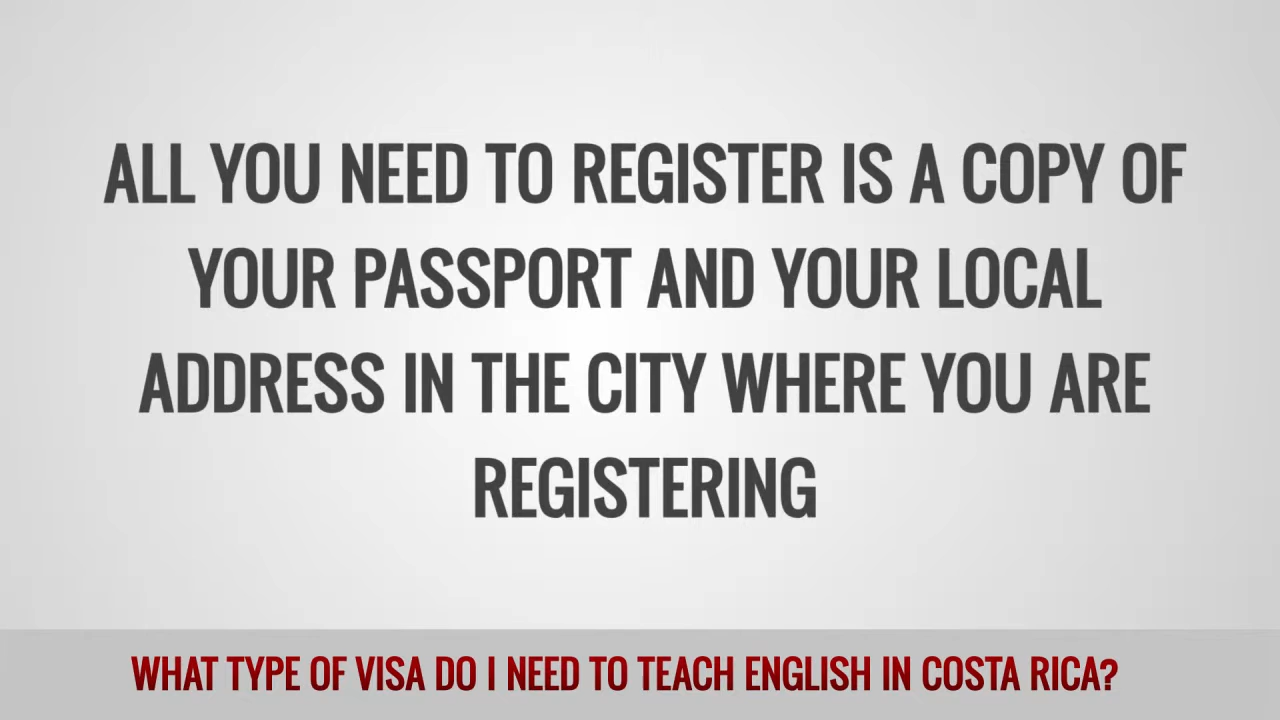 ALL YOU NEED TO REGISTER IS A COPY OF
YOUR PASSPORT AND YOUR LOCAL
ADDRESS IN THE CITY WHERE YOU ARE
REGISTERING
WHAT TYPE OF VISA DO I NEED TO TEACH ENGLISH IN COSTA RICA?